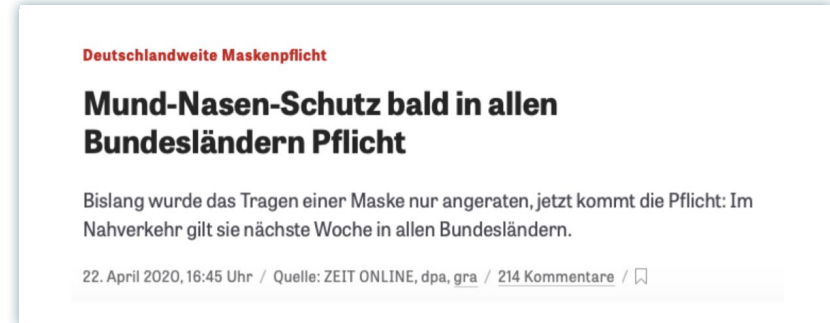 Deutschlandweite Maskenpflicht
Mund-Nasen-Schutz bald in allen
Bundesländern Pflicht
Bislang wurde das Tragen einer Maske nur angeraten, jetzt kommt die Pflicht: Im
Nahverkehr gilt sie nächste Woche in allen Bundesländern.
22. April 2020, 16:45 Uhr / Quelle: ZEIT ONLINE, dpa, gra / 214 Kommentare /